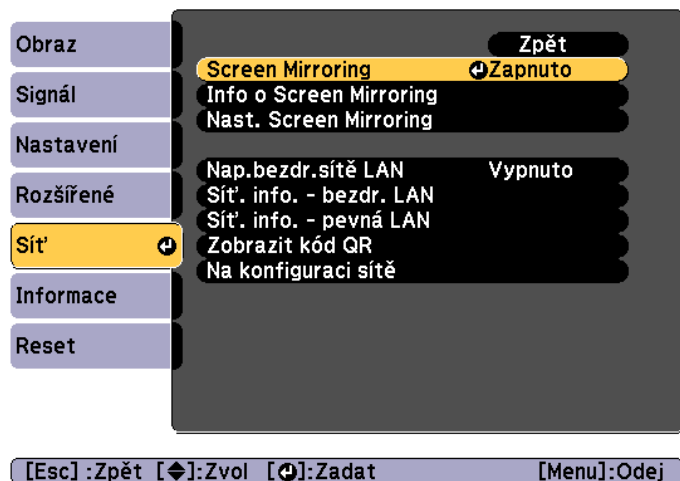 Obraz
Signál
Nastavení
Rozšířené
Síť
Informace
Reset
Zpět
Screen Mirroring Zapnuto
Info o Screen Mirroring
Nast. Screen Mirroring
Nap.bezdr.sítě LAN Vypnuto
Síť. info. - bezdr. LAN
Síť. info. - pevná LAN
Zobrazit kód QR
Na konfiguraci sítě
[Esc] :Zpět [◆]:Zvol [⏎]:Zadat [Menu]:Odej